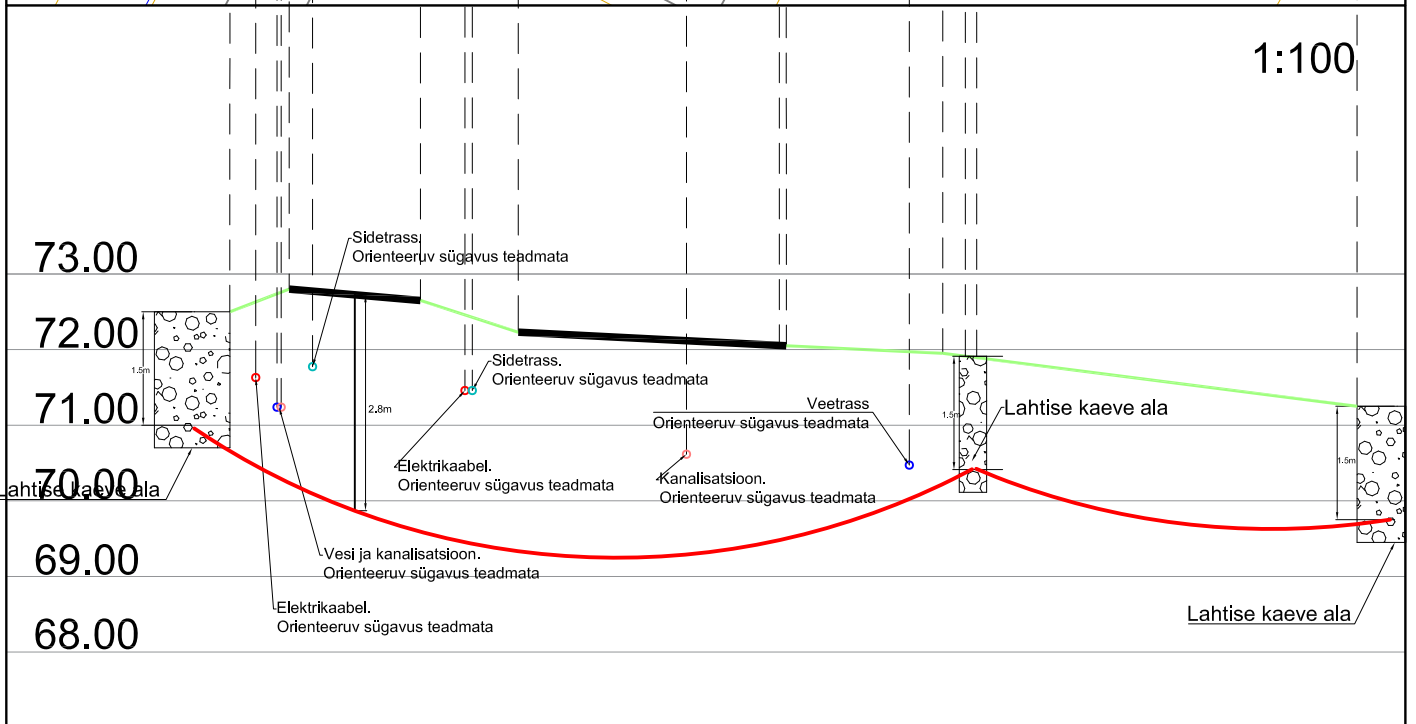 1:100
73.00
Sidetrass.
Orienteeruv sügavus teadmata
72.00
1.5m
Sidetrass.
Orienteeruv sügavus teadmata
71.00
2.8m
Veetrass
Orienteeruv sügavus teadmata
1.5m
Lahtise kaeve ala
1.5m
Elektrikaabel.
Orienteeruv sügavus teadmata
Kanalisatsioon.
Orienteeruv sügavus teadmata
70.00
Lahtise kaeve ala
Vesi ja kanalisatsioon.
Orienteeruv sügavus teadmata
69.00
Elektrikaabel.
Orienteeruv sügavus teadmata
Lahtise kaeve ala
68.00